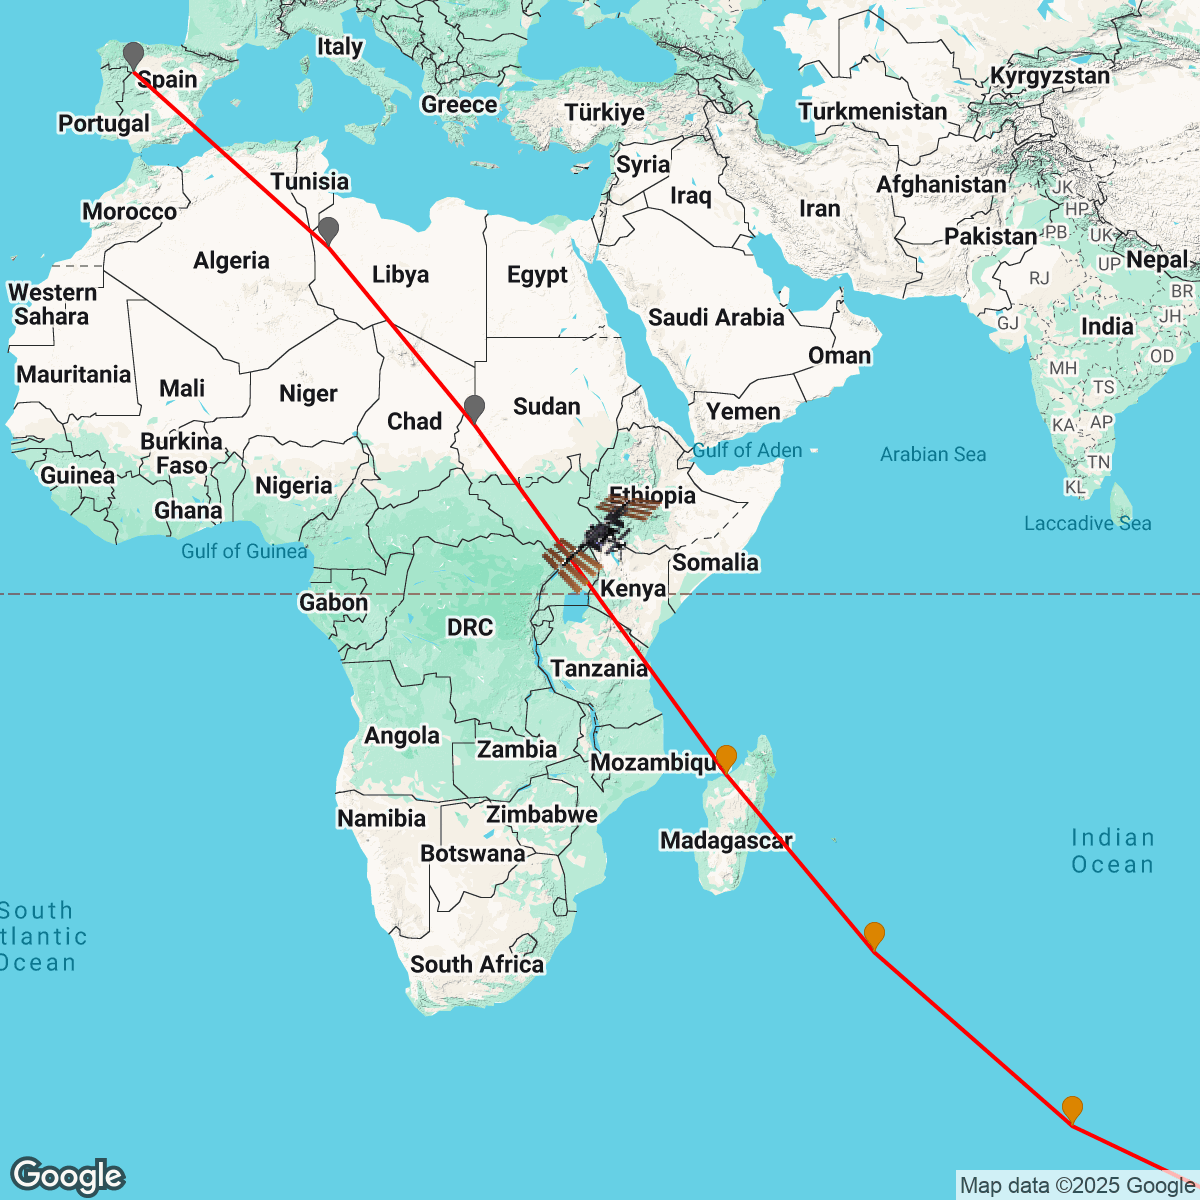 Italy
Spain
Kyrgyzstan
Greece
Türkiye
Turkmenistan
Portugal
Syria
Tunisia
Afghanistan
JK
Iraq
Morocco
Iran
HP
PB
UK
Pakistan
Algeria
Libya
Egypt
UP
Nepal
RJ
Western
Sahara
BR
Saudi Arabia
GJ
India
JH
Oman
OD
Mauritania
Mali
Niger
MH
TS
Chad
Sudan
Yemen
KA
AP
Burkina
Faso
Gulf of Aden
Arabian Sea
TN
Guinea
Nigeria
Ethiopia
KL
Ghana
Laccadive Sea
Gulf of Guinea
Somalia
Kenya
Gabon
DRC
Tanzania
Angola
Zambia
Mozambiqu
Namibia
Zimbabwe
Madagascar
Indian
Ocean
Botswana
South
tlantic
Ocean
South Africa
Google
Map data ©2025 Google